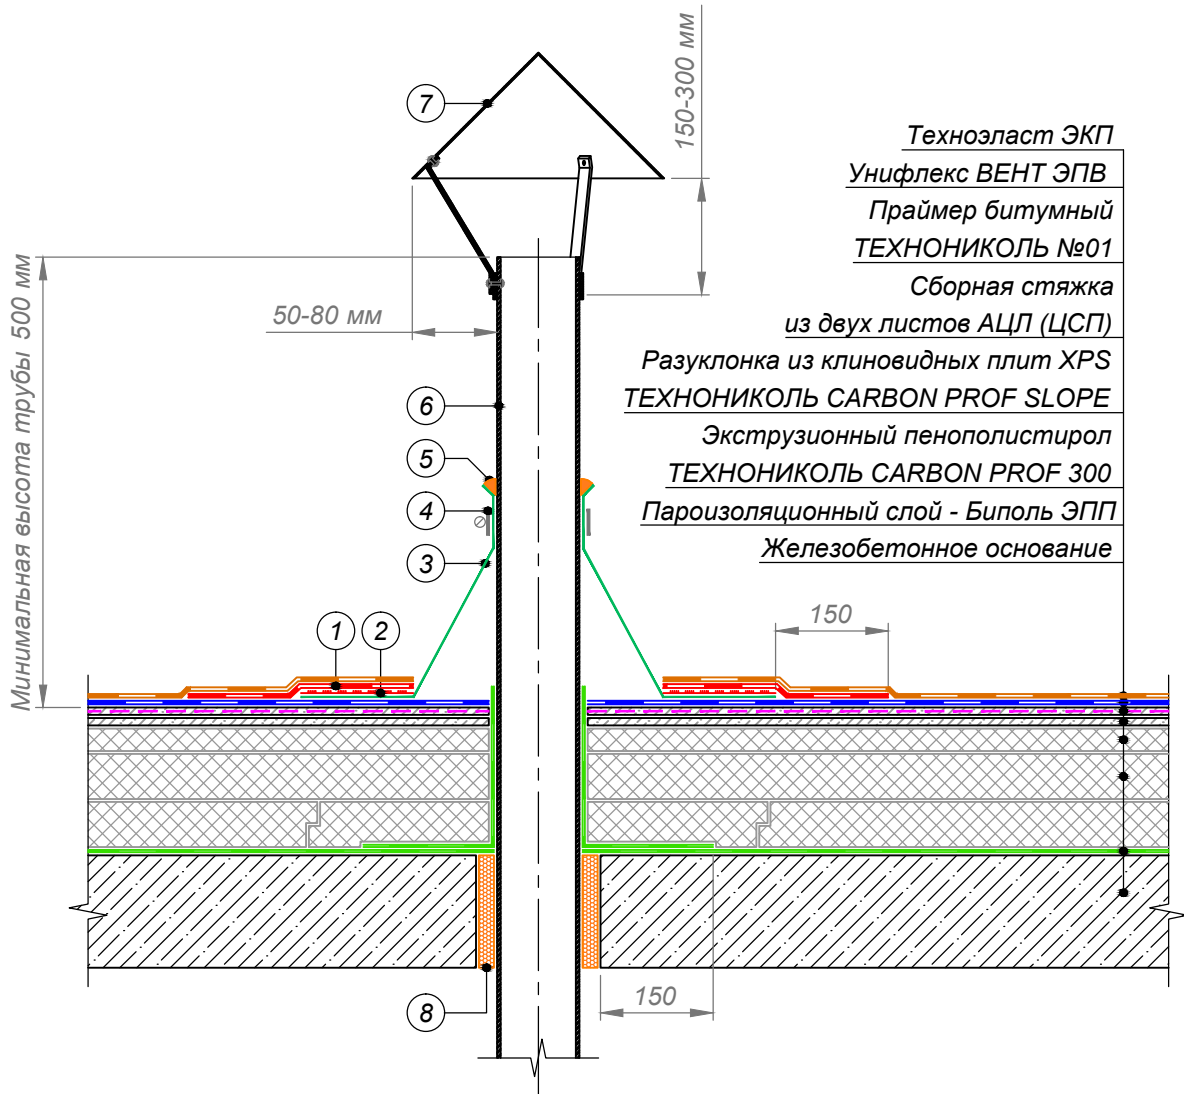 7
150-300 мм
Техноэласт ЭКП
Унифлекс ВЕНТ ЭПВ
Праймер битумный
ТЕХНОНИКОЛЬ №01
Сборная стяжка
из двух листов АЦЛ (ЦСП)
Разуклонка из клиновидных плит XPS
ТЕХНОНИКОЛЬ CARBON PROF SLOPE
Экструзионный пенополистирол
ТЕХНОНИКОЛЬ CARBON PROF 300
Пароизоляционный слой - Биполь ЭПП
Железобетонное основание
Минимальная высота трубы 500 мм
50-80 мм
6
5
4
3
1
2
150
8
150